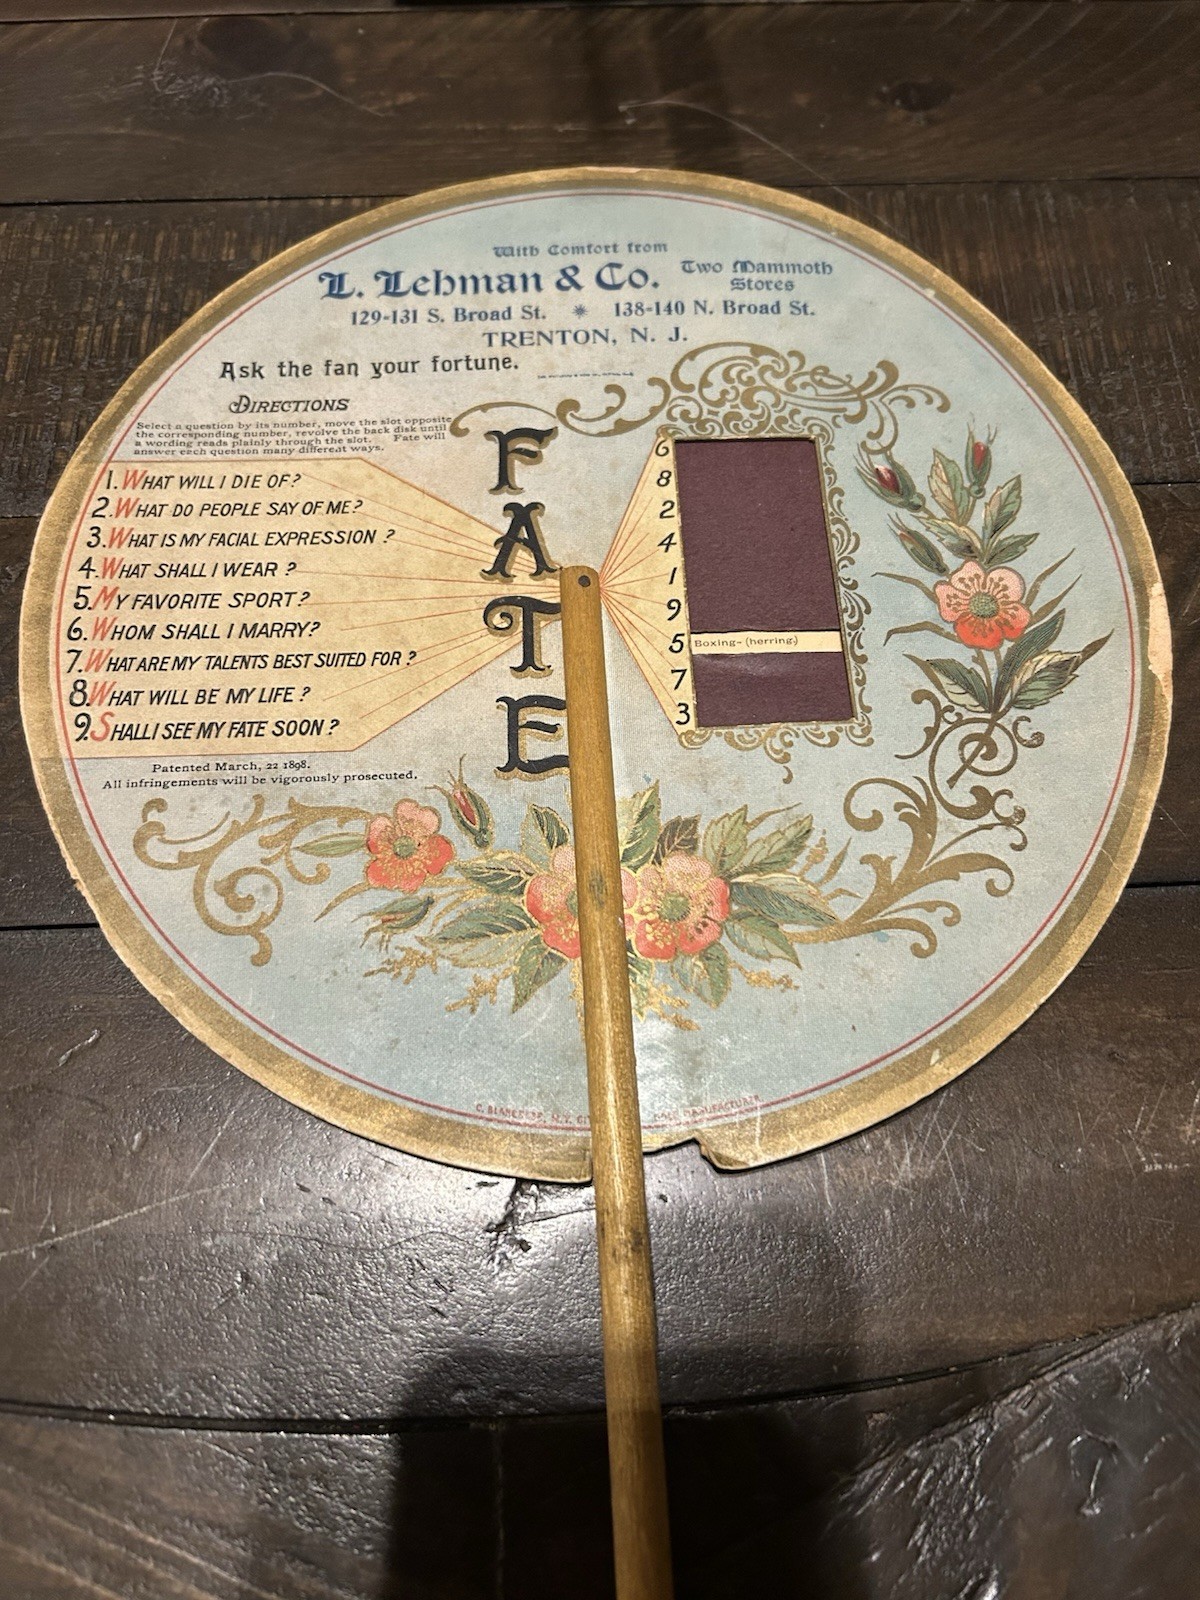 With Comfort from
L. Lehman & Co. Two Mammoth Stores
129-131 S. Broad St. 138-140 N. Broad St.
TRENTON, N. J.
Ask the fan your fortune.
DIRECTIONS
Select a question by its number, move the slot opposite
the corresponding number, revolve the back disk until
a wording reads plainly through the slot. Fate will
answer each question many different ways.
1. WHAT WILL I DIE OF?
2. WHAT DO PEOPLE SAY OF ME?
3. WHAT IS MY FACIAL EXPRESSION ?
4. WHAT SHALL I WEAR ?
5. MY FAVORITE SPORT?
6. WHOM SHALL I MARRY?
7. WHAT ARE MY TALENTS BEST SUITED FOR ?
8. WHAT WILL BE MY LIFE ?
9. SHALL I SEE MY FATE SOON ?
Patented March, 22 1898.
All infringements will be vigorously prosecuted.
FATE
6
8
2
4
1
9
5 Boxing- (herring)
7
3
MANUFACTURER